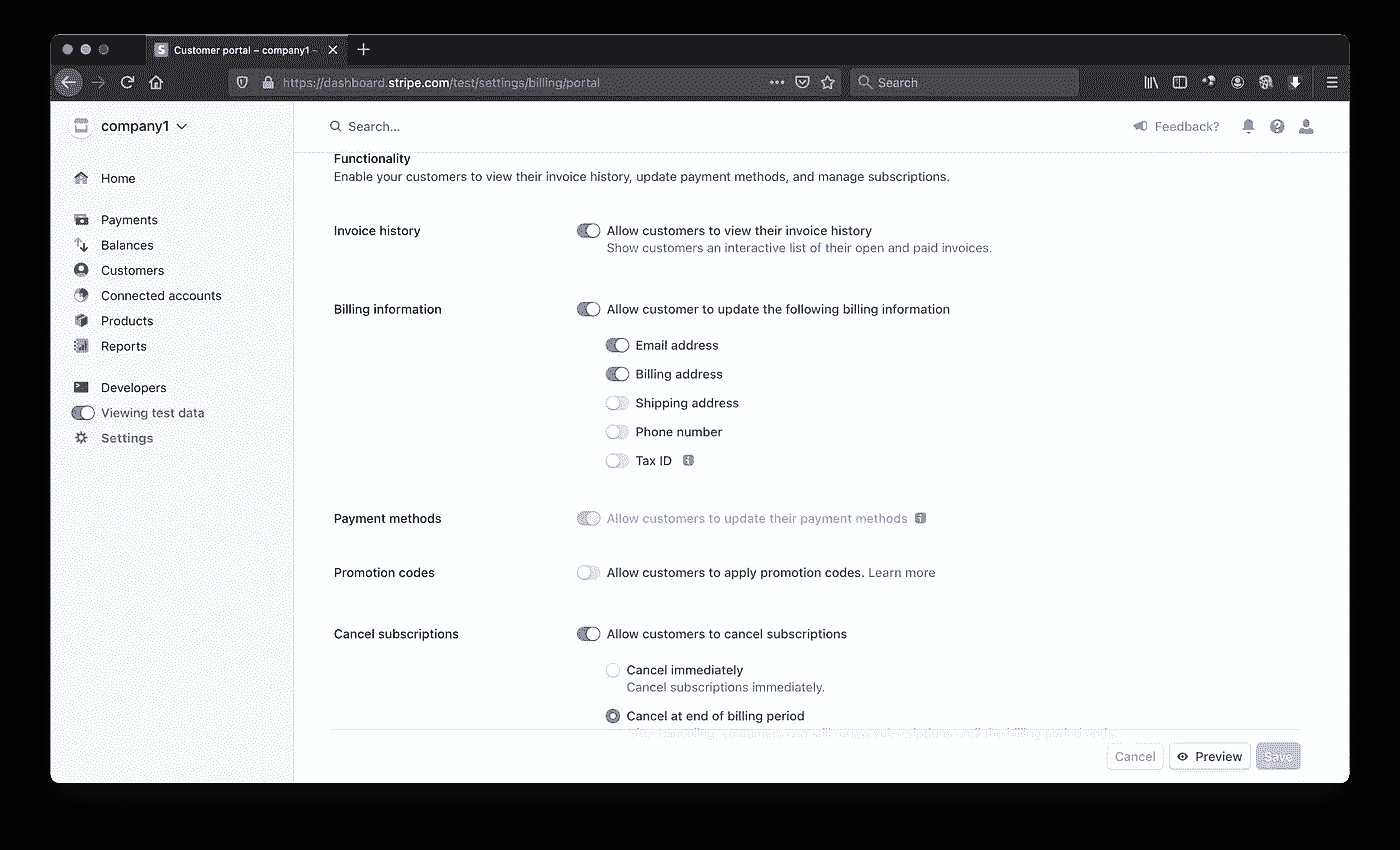 Customer portal – company1 –
https://dashboard.stripe.com/test/settings/billing/portal
Search
company1
Search...
Feedback?
Home
Payments
Balances
Customers
Connected accounts
Products
Reports
Developers
Viewing test data
Settings
Functionality
Enable your customers to view their invoice history, update payment methods, and manage subscriptions.
Invoice history
Allow customers to view their invoice history
Show customers an interactive list of their open and paid invoices.
Billing information
Allow customer to update the following billing information
Email address
Billing address
Shipping address
Phone number
Tax ID
Payment methods
Allow customers to update their payment methods
Promotion codes
Allow customers to apply promotion codes. Learn more
Cancel subscriptions
Allow customers to cancel subscriptions
Cancel immediately
Cancel subscriptions immediately.
Cancel at end of billing period
Cancel
Preview
Save